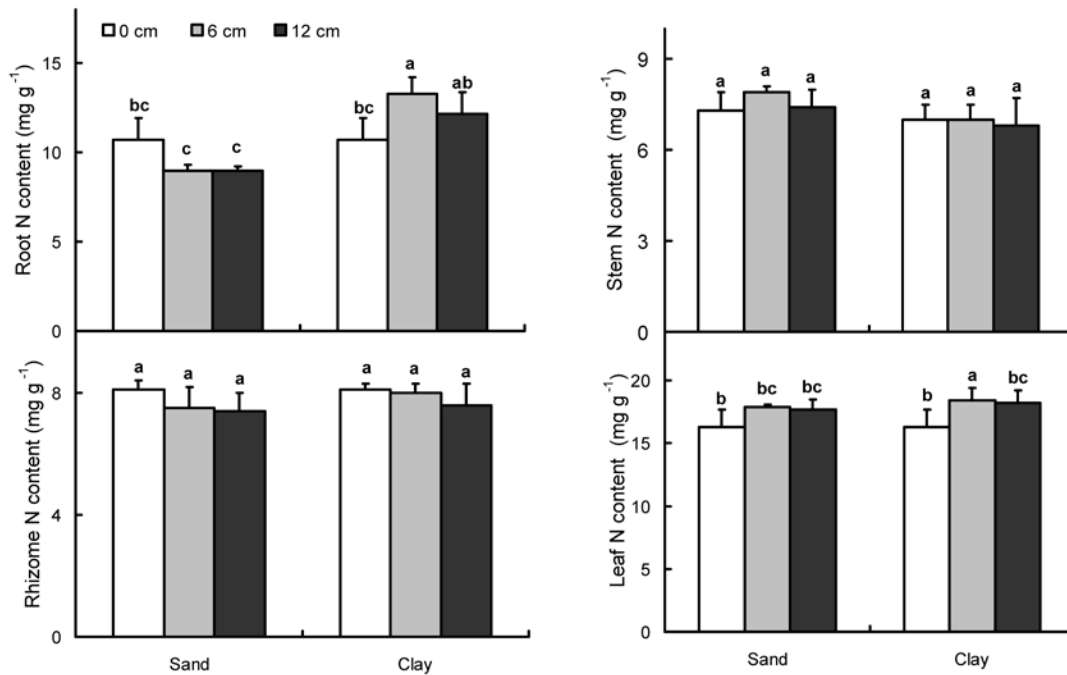 0 cm 6 cm 12 cm
Root N content (mg g⁻¹)
15
10
5
0
bc
c
c
bc
a
ab
Stem N content (mg g⁻¹)
9
6
3
0
a
a
a
a
a
a
Rhizome N content (mg g⁻¹)
8
4
0
a
a
a
a
a
a
Sand Clay
Leaf N content (mg g⁻¹)
20
15
10
5
0
b
bc
bc
b
a
bc
Sand Clay